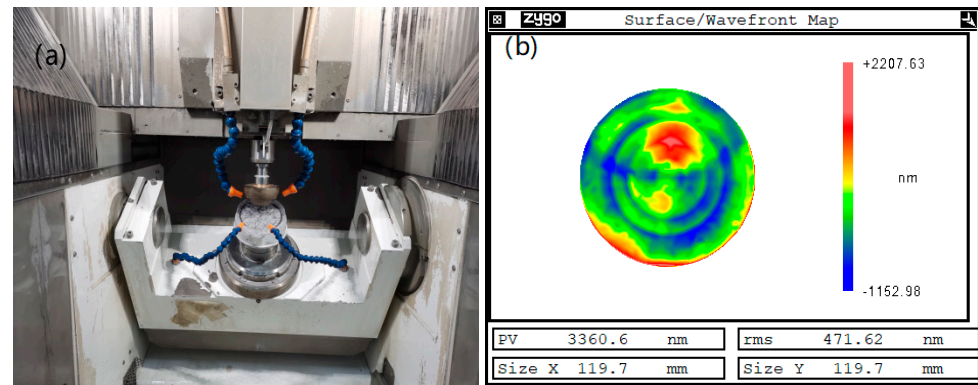 (a)
zygo Surface/Wavefront Map
(b)
+2207.63
nm
-1152.98
PV 3360.6 nm
rms 471.62 nm
Size X 119.7 mm
Size Y 119.7 mm